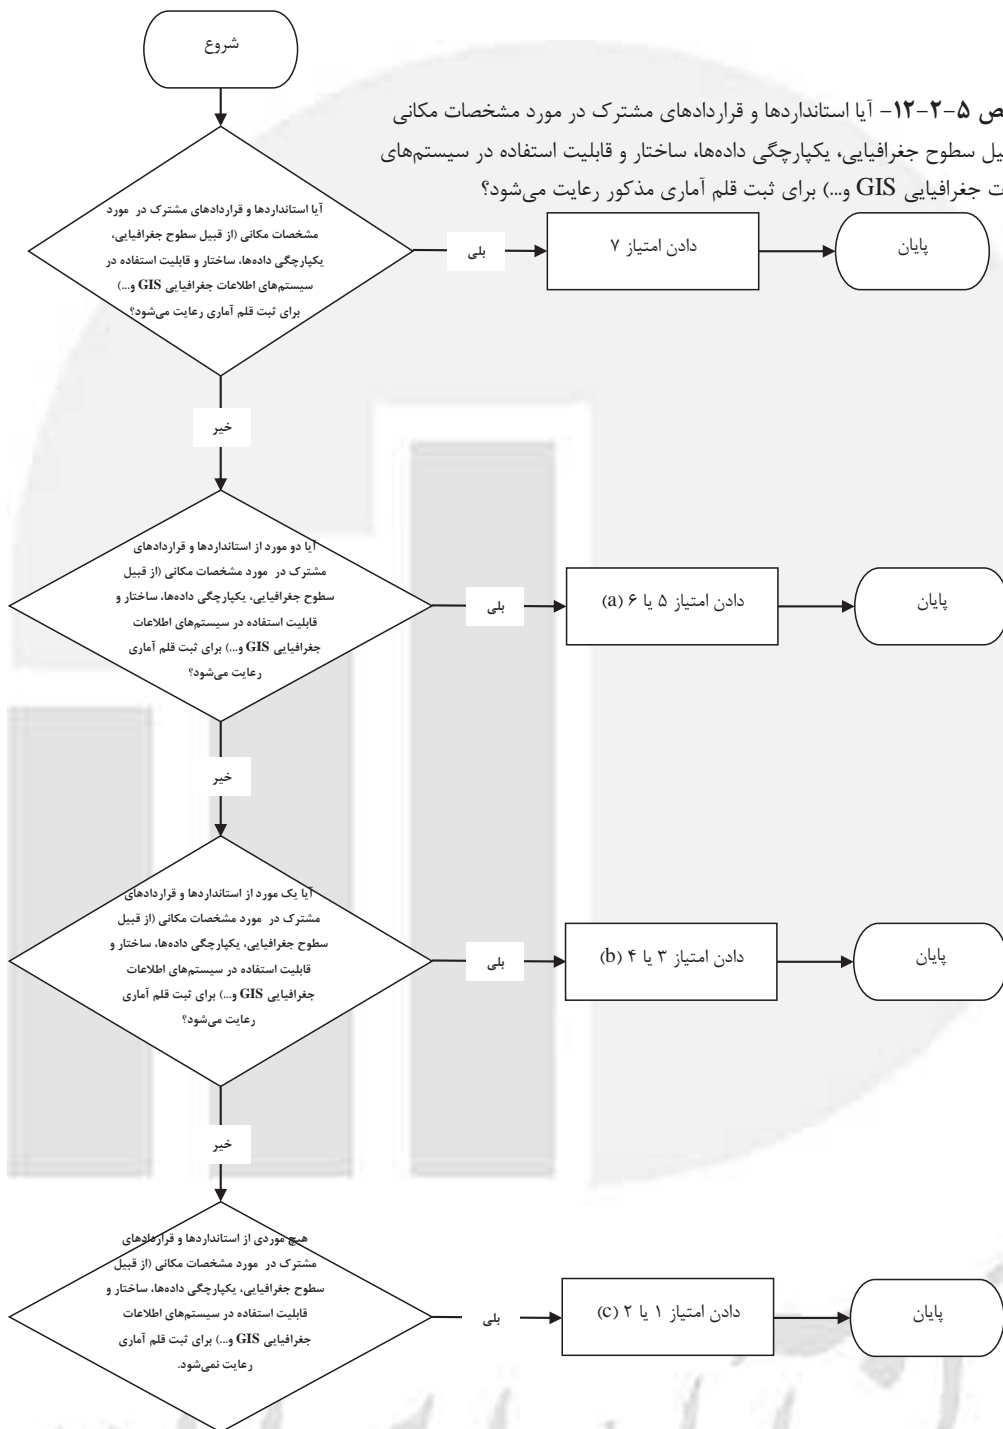 شروع
ص ۵-۲-۱۲- آیا استانداردها و قراردادهای مشترک در مورد مشخصات مکانی
یل سطوح جغرافیایی، یکپارچگی داده‌ها، ساختار و قابلیت استفاده در سیستم‌های
ت جغرافیایی GIS و...) برای ثبت قلم آماری مذکور رعایت می‌شود؟
آیا استانداردها و قراردادهای مشترک در مورد
مشخصات مکانی (از قبیل سطوح جغرافیایی،
یکپارچگی داده‌ها، ساختار و قابلیت استفاده در
سیستم‌های اطلاعات جغرافیایی GIS و...)
برای ثبت قلم آماری رعایت می‌شود؟
بلی
دادن امتیاز ۷
پایان
خیر
آیا دو مورد از استانداردها و قراردادهای
مشترک در مورد مشخصات مکانی (از قبیل
سطوح جغرافیایی، یکپارچگی داده‌ها، ساختار و
قابلیت استفاده در سیستم‌های اطلاعات
جغرافیایی GIS و...) برای ثبت قلم آماری
رعایت می‌شود؟
بلی
دادن امتیاز ۵ یا ۶ (a)
پایان
خیر
آیا یک مورد از استانداردها و قراردادهای
مشترک در مورد مشخصات مکانی (از قبیل
سطوح جغرافیایی، یکپارچگی داده‌ها، ساختار و
قابلیت استفاده در سیستم‌های اطلاعات
جغرافیایی GIS و...) برای ثبت قلم آماری
رعایت می‌شود؟
بلی
دادن امتیاز ۳ یا ۴ (b)
پایان
خیر
هیچ موردی از استانداردها و قراردادهای
مشترک در مورد مشخصات مکانی (از قبیل
سطوح جغرافیایی، یکپارچگی داده‌ها، ساختار و
قابلیت استفاده در سیستم‌های اطلاعات
جغرافیایی GIS و...) برای ثبت قلم آماری
رعایت نمی‌شود.
بلی
دادن امتیاز ۱ یا ۲ (c)
پایان